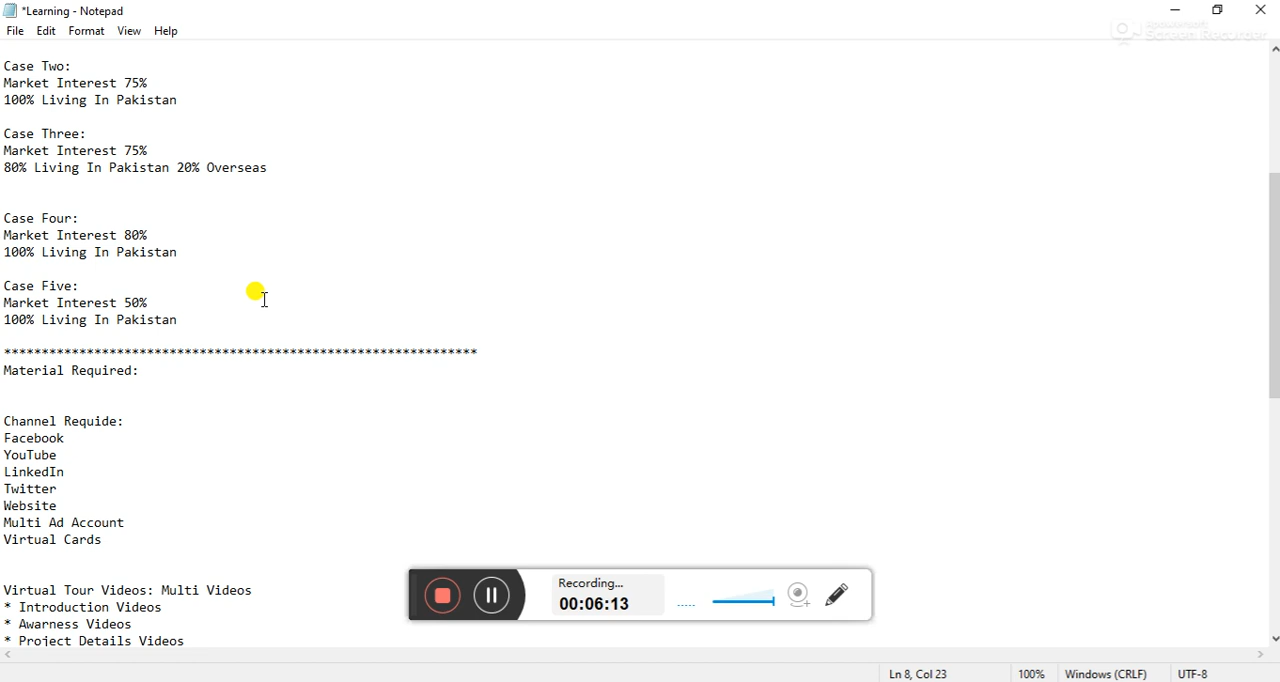 *Learning - Notepad
File Edit Format View Help
Apowersoft
Screen Recorder
Case Two:
Market Interest 75%
100% Living In Pakistan
Case Three:
Market Interest 75%
80% Living In Pakistan 20% Overseas
Case Four:
Market Interest 80%
100% Living In Pakistan
Case Five:
Market Interest 50%
100% Living In Pakistan
***************************************************************
Material Required:
Channel Requide:
Facebook
YouTube
LinkedIn
Twitter
Website
Multi Ad Account
Virtual Cards
Virtual Tour Videos: Multi Videos
* Introduction Videos
* Awarness Videos
* Project Details Videos
Recording...
00:06:13
Ln 8, Col 23 100% Windows (CRLF) UTF-8